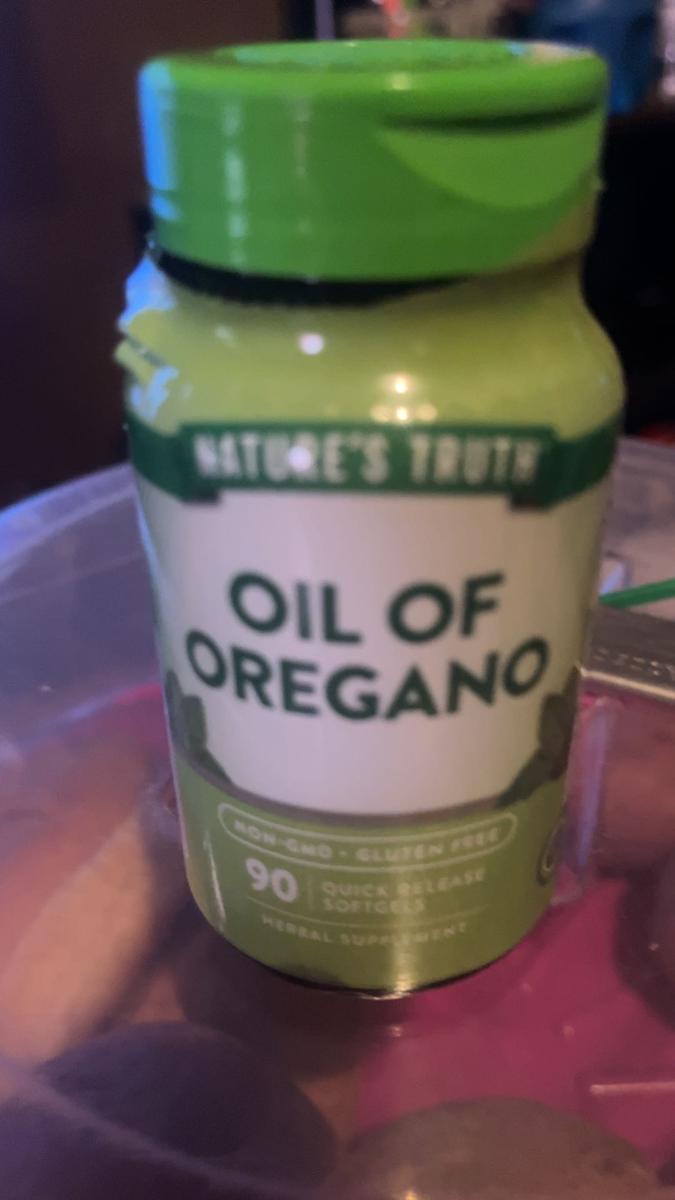 NATURE'S TRUTH
OIL OF
OREGANO
NON-GMO • GLUTEN FREE
90 QUICK RELEASE
SOFTGELS
HERBAL SUPPLEMENT